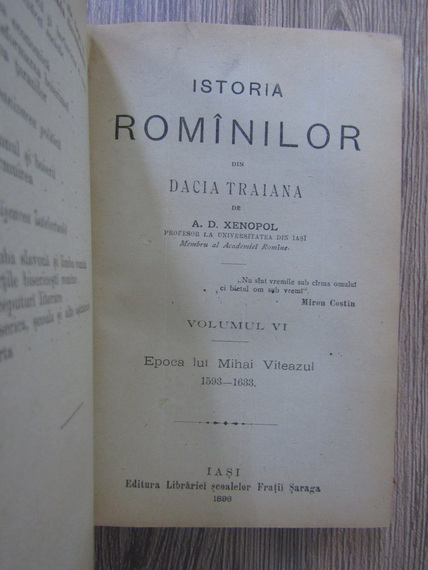 ISTORIA
ROMÎNILOR
DIN
DACIA TRAIANA
DE
A. D. XENOPOL
PROFESOR LA UNIVERSITATEA DIN IAȘI
Membru al Academiei Romîne.
„Nu sînt vremile sub cîrma omului
ci bietul om sub vremi".
Miron Costin
VOLUMUL VI
Epoca lui Mihai Viteazul
1593—1633.
IAȘI
Editura Librăriei școalelor Frații Șaraga
1896